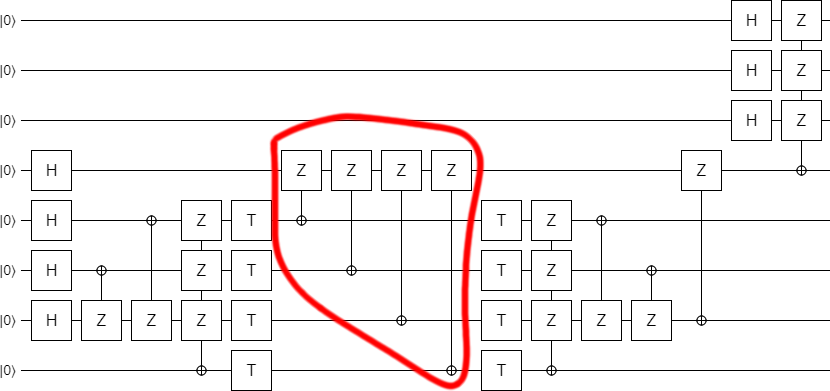 |0⟩ H Z
|0⟩ H Z
|0⟩ H Z
|0⟩ H Z Z Z Z Z
|0⟩ H Z T T Z
|0⟩ H Z T T Z
|0⟩ H Z Z Z T T Z Z Z
|0⟩ T T